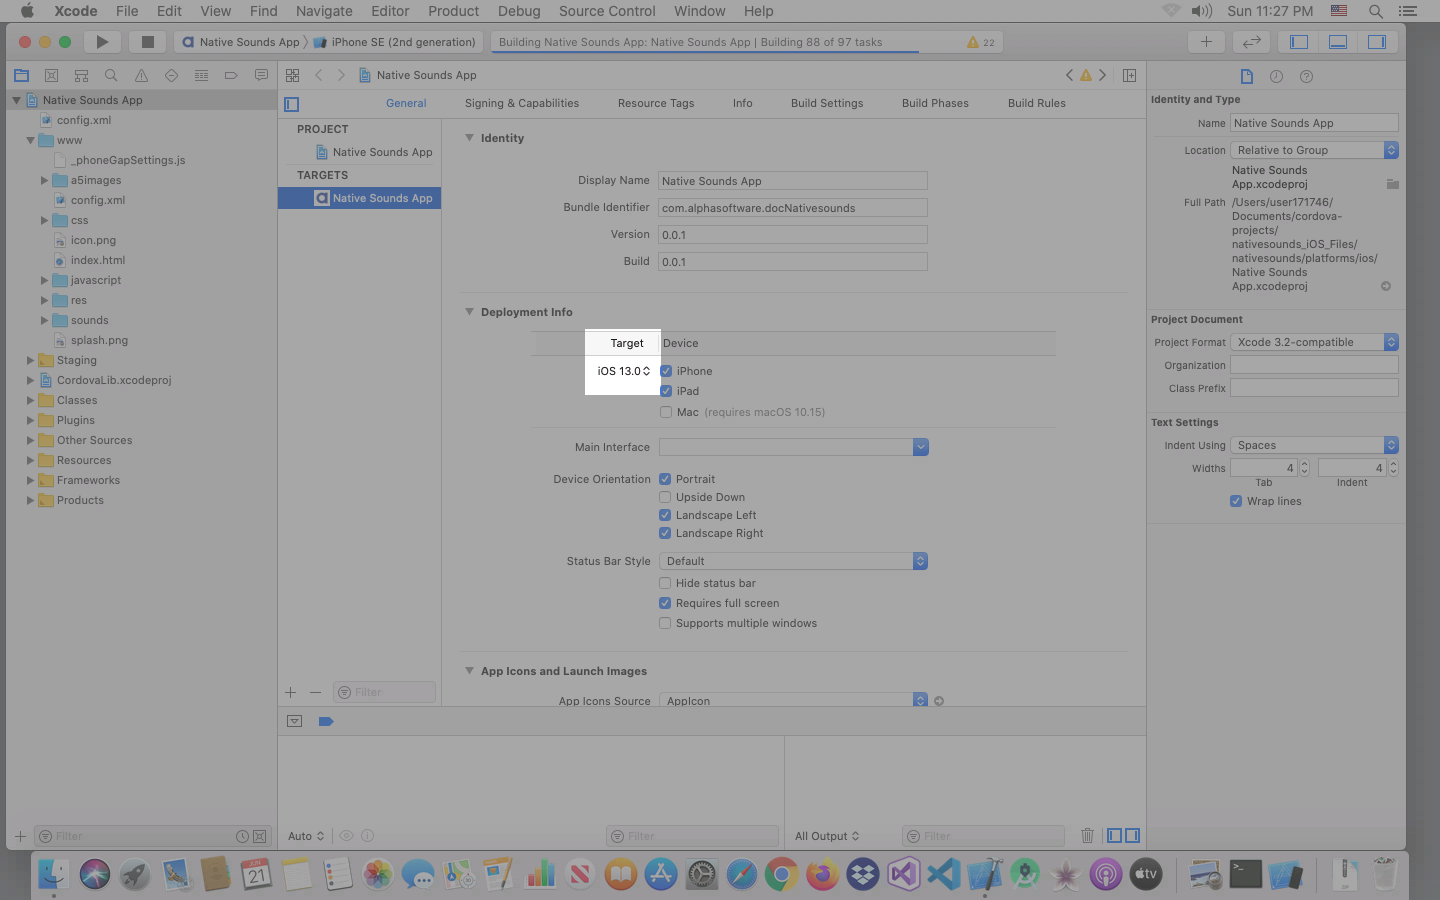 Xcode File Edit View Find Navigate Editor Product Debug Source Control Window Help Sun 11:27 PM
Native Sounds App iPhone SE (2nd generation) Building Native Sounds App: Native Sounds App | Building 88 of 97 tasks 22
Native Sounds App
Native Sounds App
config.xml
www
_phoneGapSettings.js
a5images
config.xml
css
icon.png
index.html
javascript
res
sounds
splash.png
Staging
CordovaLib.xcodeproj
Classes
Plugins
Other Sources
Resources
Frameworks
Products
Filter
General Signing & Capabilities Resource Tags Info Build Settings Build Phases Build Rules
PROJECT
Native Sounds App
TARGETS
Native Sounds App
Filter
Identity
Display Name Native Sounds App
Bundle Identifier com.alphasoftware.docNativesounds
Version 0.0.1
Build 0.0.1
Deployment Info
Target Device
iOS 13.0 iPhone
iPad
Mac (requires macOS 10.15)
Main Interface
Device Orientation Portrait
Upside Down
Landscape Left
Landscape Right
Status Bar Style Default
Hide status bar
Requires full screen
Supports multiple windows
App Icons and Launch Images
App Icons Source AppIcon
Auto Filter All Output Filter
Identity and Type
Name Native Sounds App
Location Relative to Group
Native Sounds
App.xcodeproj
Full Path /Users/user171746/
Documents/cordova-
projects/
nativesounds_iOS_Files/
nativesounds/platforms/ios/
Native Sounds
App.xcodeproj
Project Document
Project Format Xcode 3.2-compatible
Organization
Class Prefix
Text Settings
Indent Using Spaces
Widths 4 4
Tab Indent
Wrap lines
JUN
21
tv
ZIP